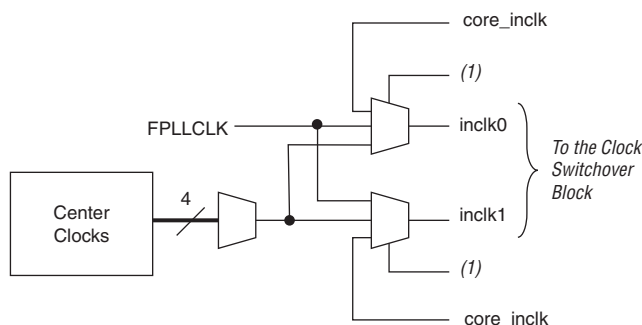 core_inclk
(1)
FPLLCLK
inclk0
To the Clock
Switchover
Block
4
Center
Clocks
inclk1
(1)
core_inclk